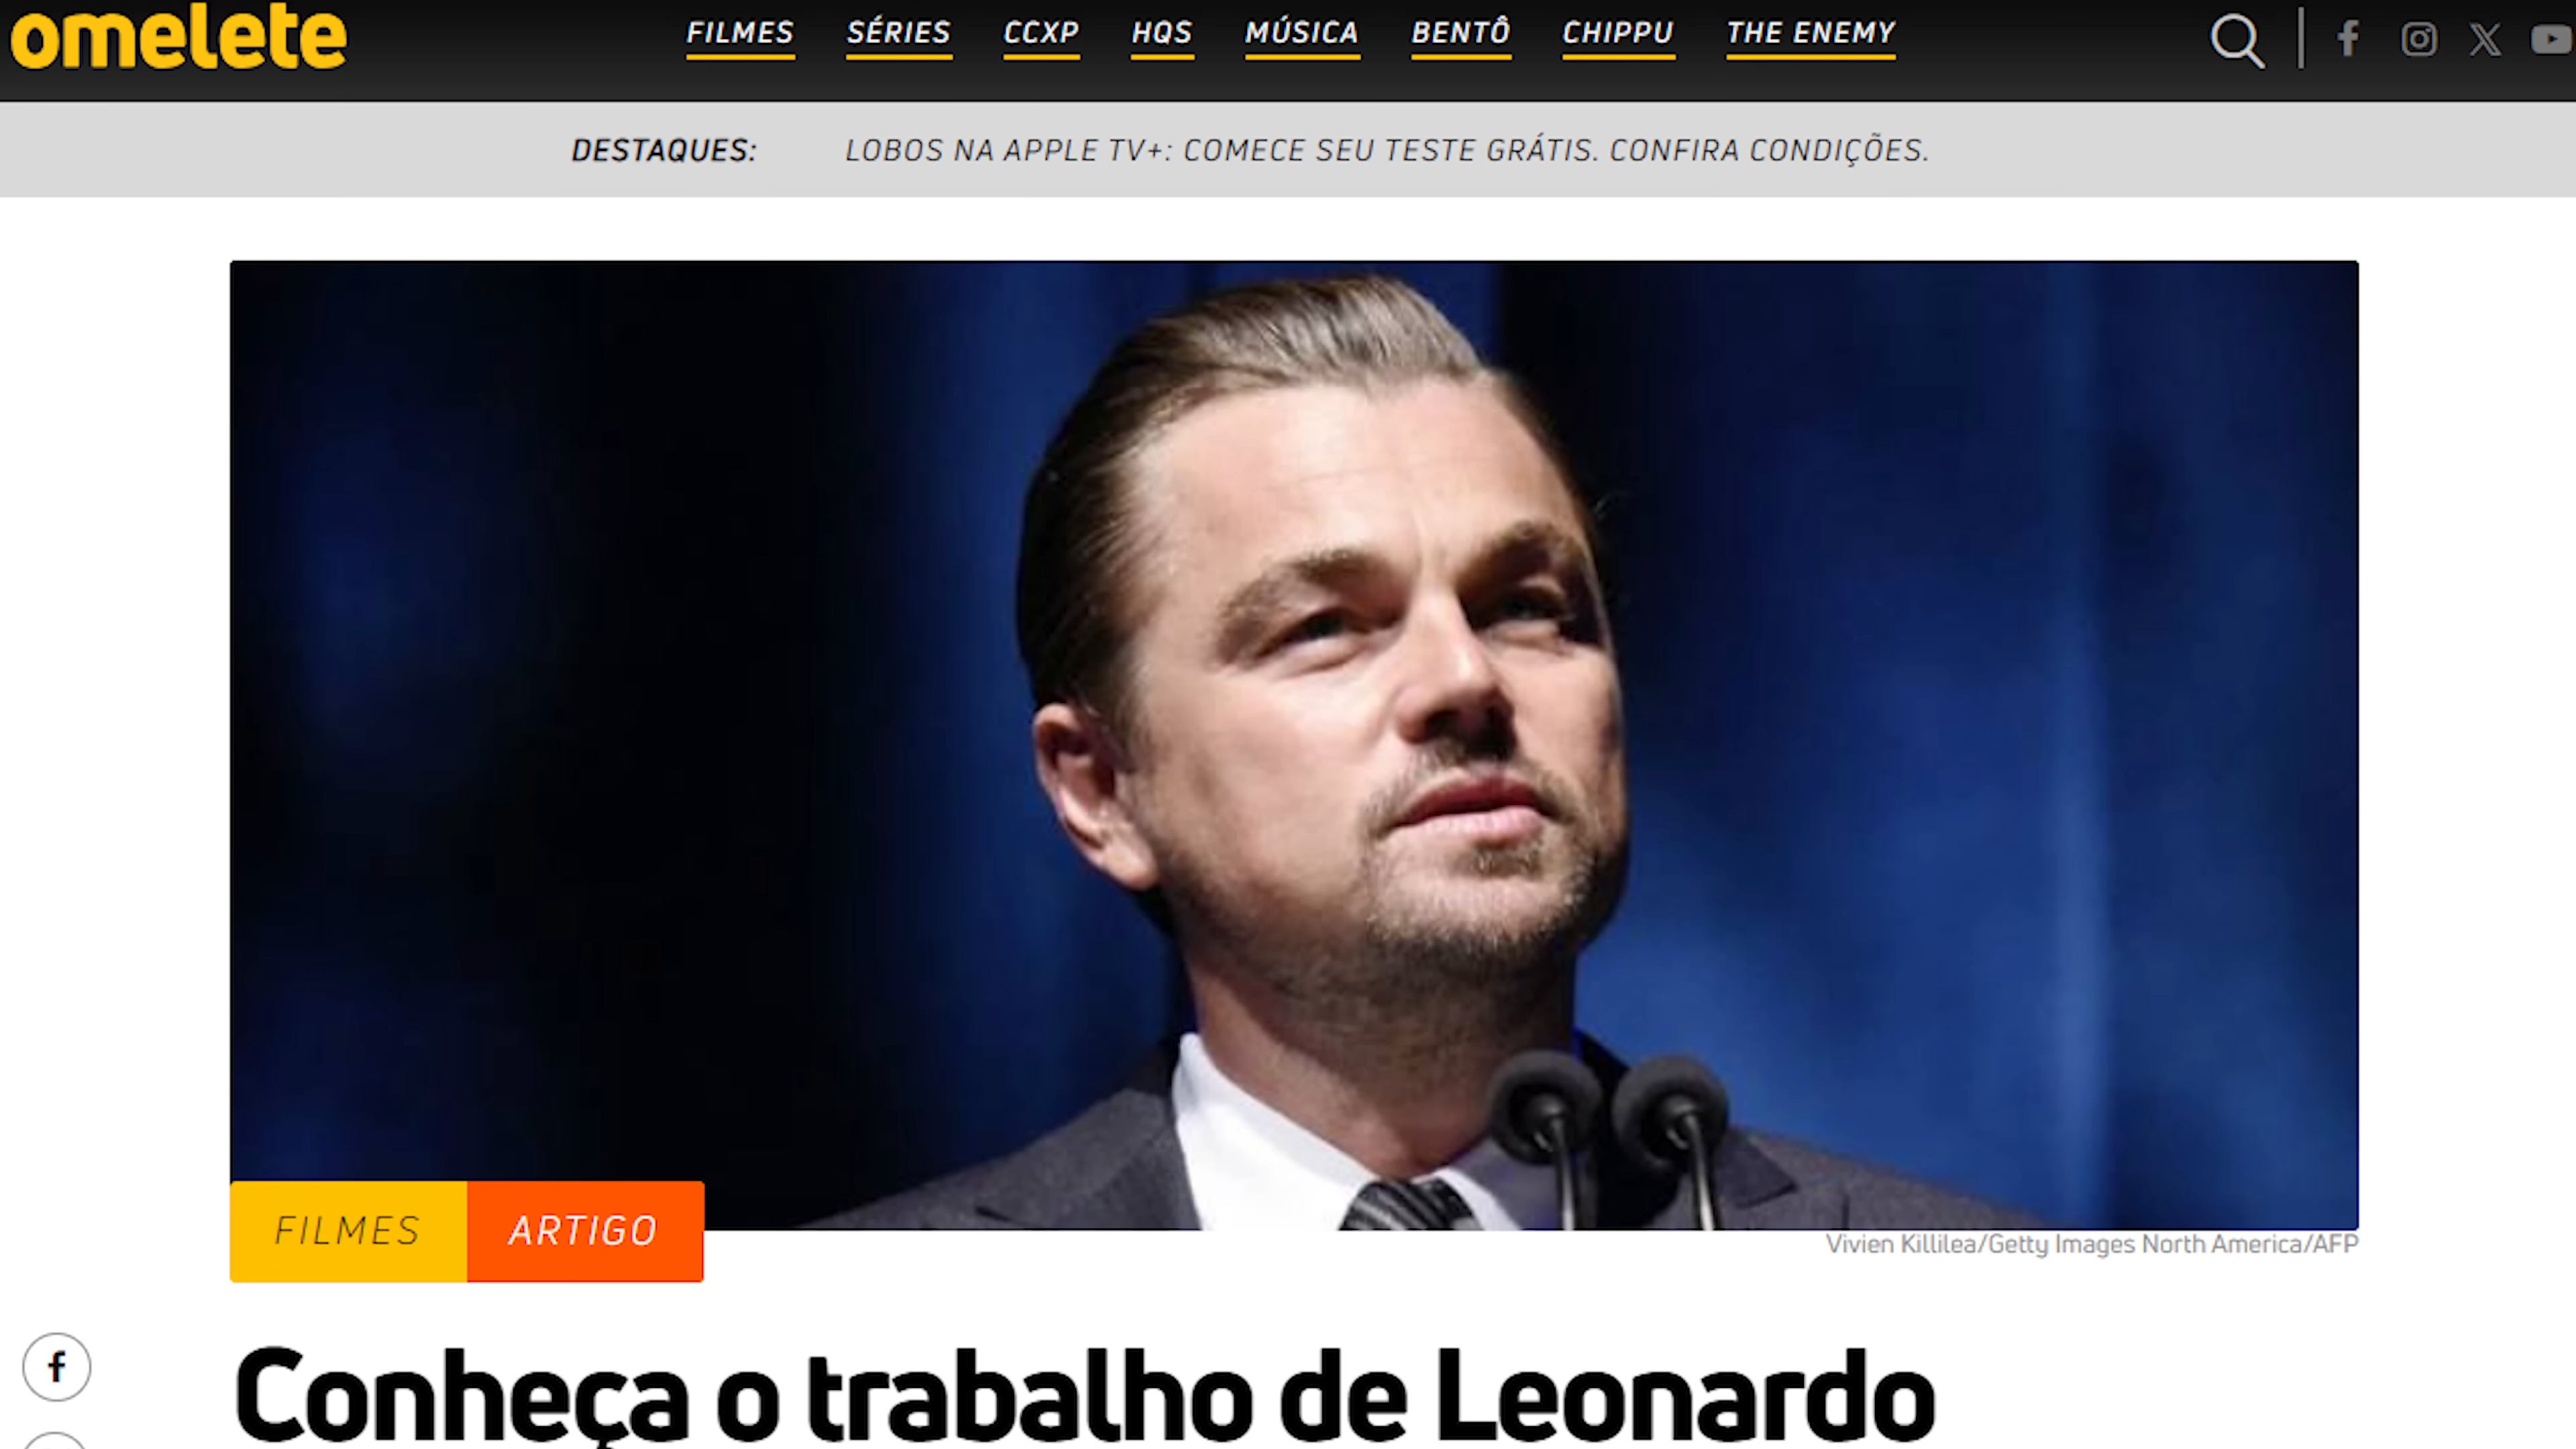 omelete
FILMES SÉRIES CCXP HQS MÚSICA BENTÔ CHIPPU THE ENEMY
DESTAQUES: LOBOS NA APPLE TV+: COMECE SEU TESTE GRÁTIS. CONFIRA CONDIÇÕES.
FILMES ARTIGO
Vivien Killilea/Getty Images North America/AFP
Conheça o trabalho de Leonardo